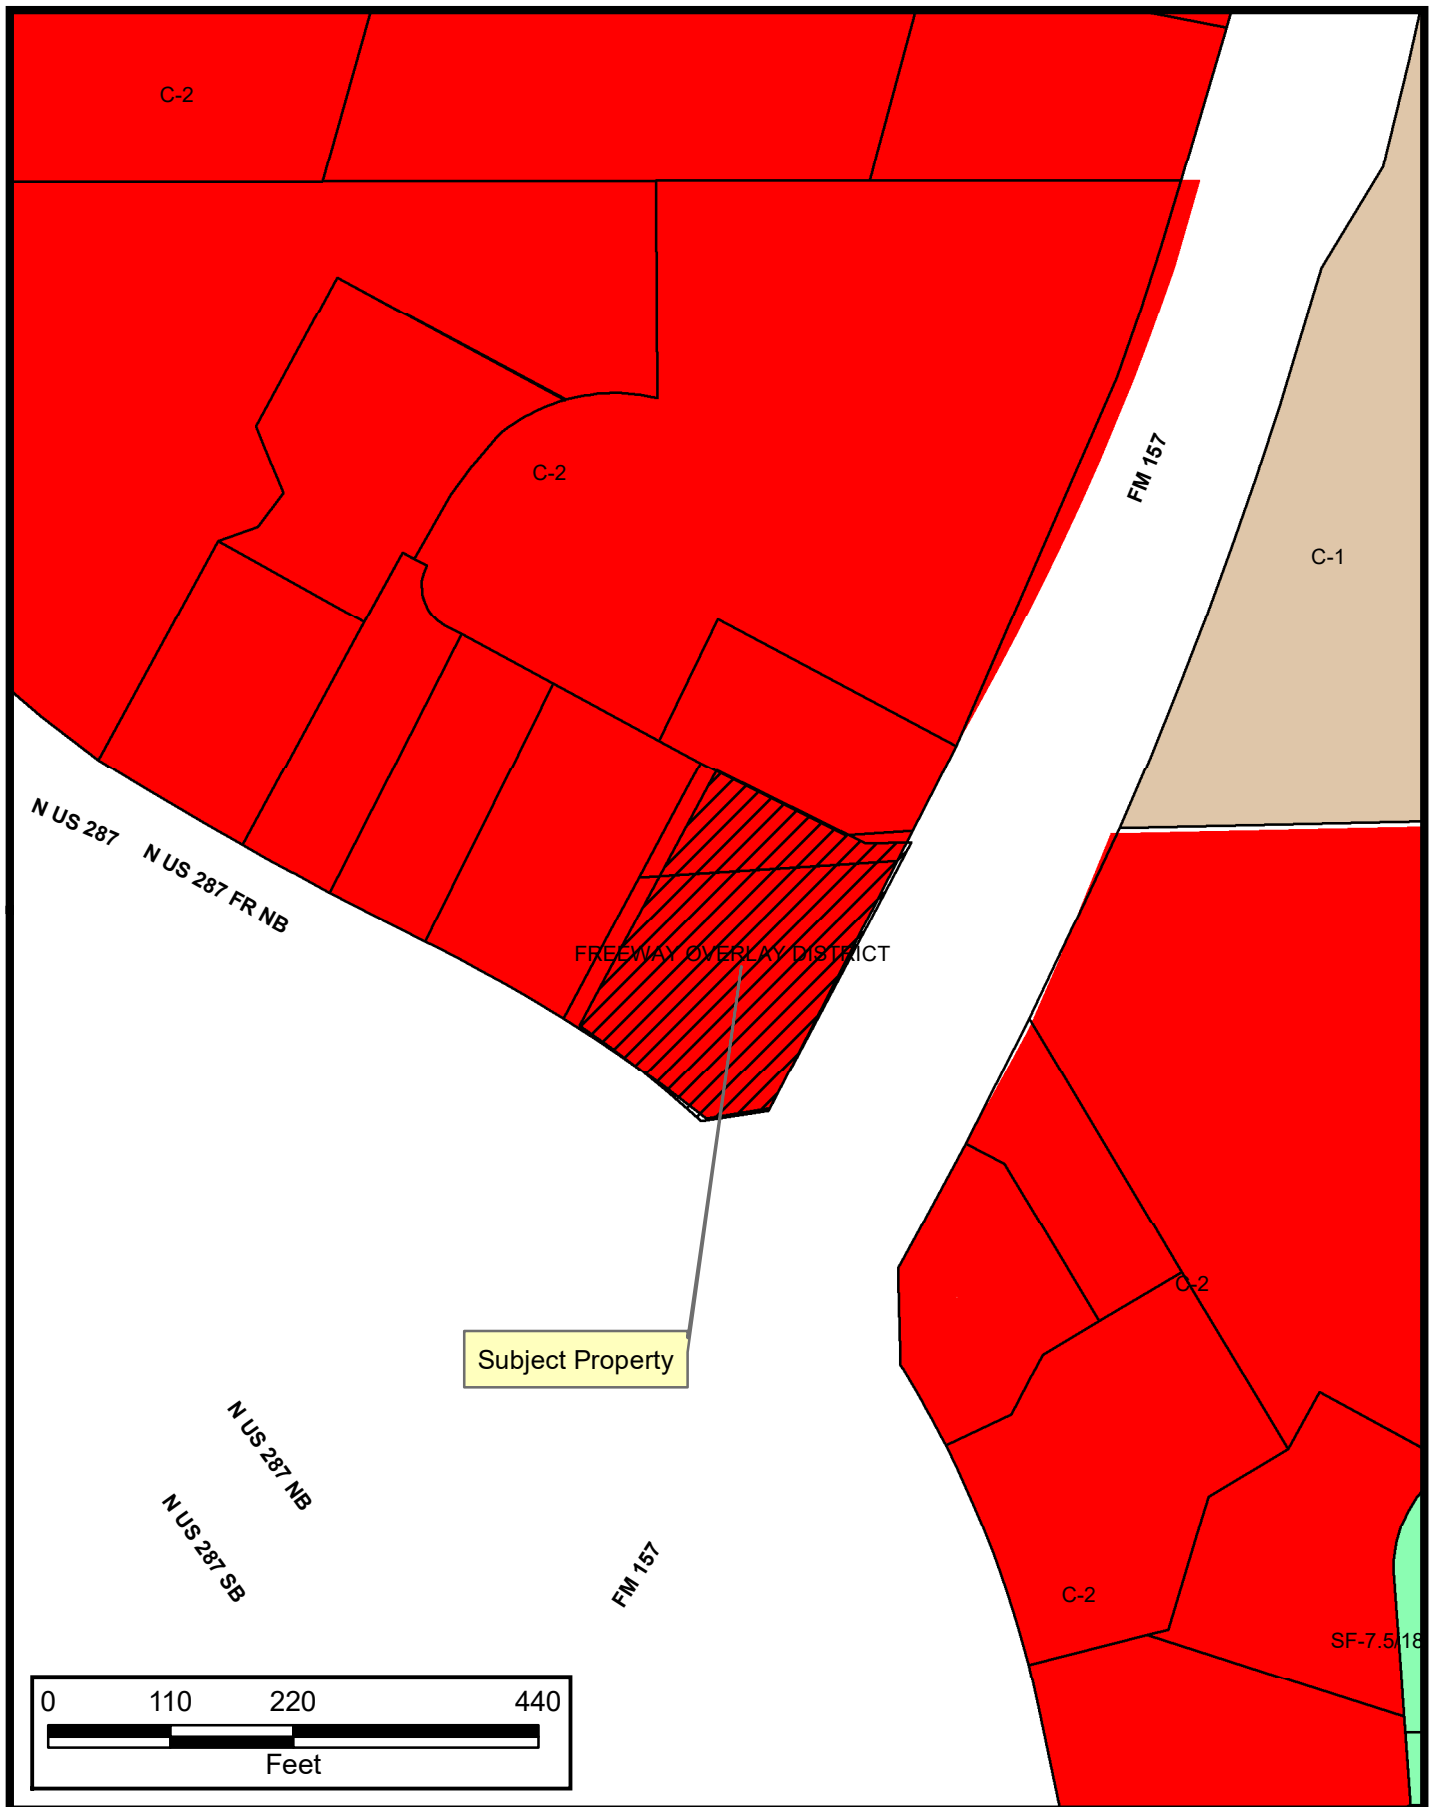 C-2
C-2
FM 157
C-1
N US 287
N US 287 FR NB
FREEWAY OVERLAY DISTRICT
C-2
Subject Property
N US 287 NB
N US 287 SB
FM 157
C-2
SF-7.5/18
0 110 220 440
Feet